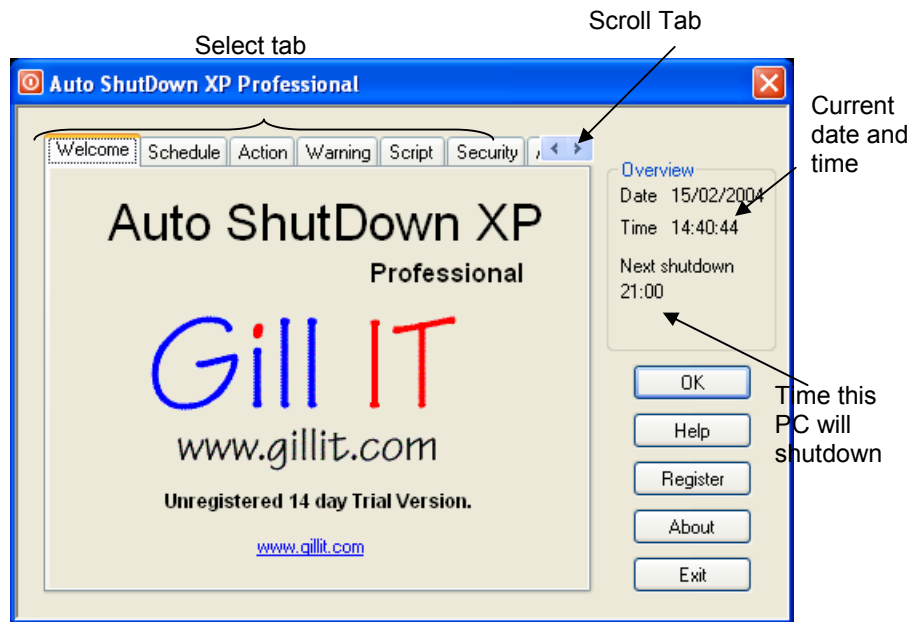 Scroll Tab
Select tab
Auto ShutDown XP Professional
Current
date and
time
Welcome Schedule Action Warning Script Security
Overview
Date 15/02/2004
Time 14:40:44
Next shutdown
21:00
Auto ShutDown XP
Professional
Gill IT
www.gillit.com
Unregistered 14 day Trial Version.
www.gillit.com
OK
Help
Register
About
Exit
Time this
PC will
shutdown